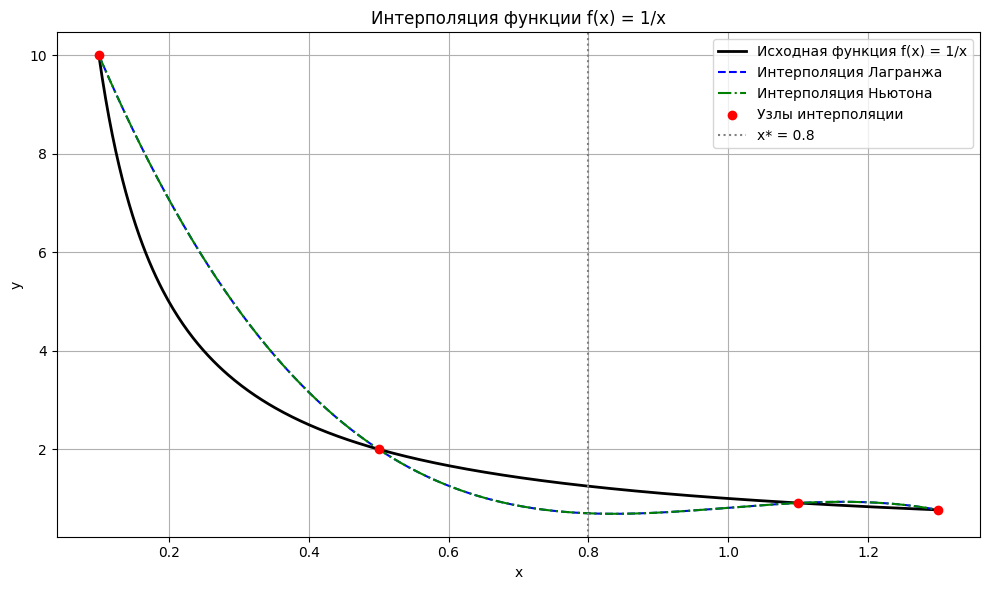 Интерполяция функции f(x) = 1/x
Исходная функция f(x) = 1/x
Интерполяция Лагранжа
Интерполяция Ньютона
Узлы интерполяции
x* = 0.8
10
8
6
4
2
y
0.2
0.4
0.6
0.8
1.0
1.2
x